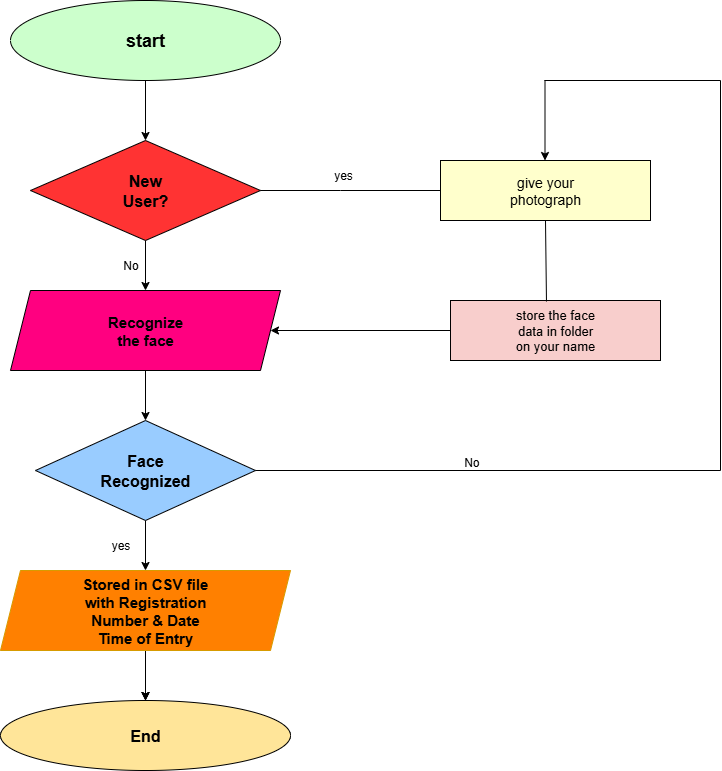 start
New
User?
yes
give your
photograph
No
Recognize
the face
store the face
data in folder
on your name
Face
Recognized
No
yes
Stored in CSV file
with Registration
Number & Date
Time of Entry
End